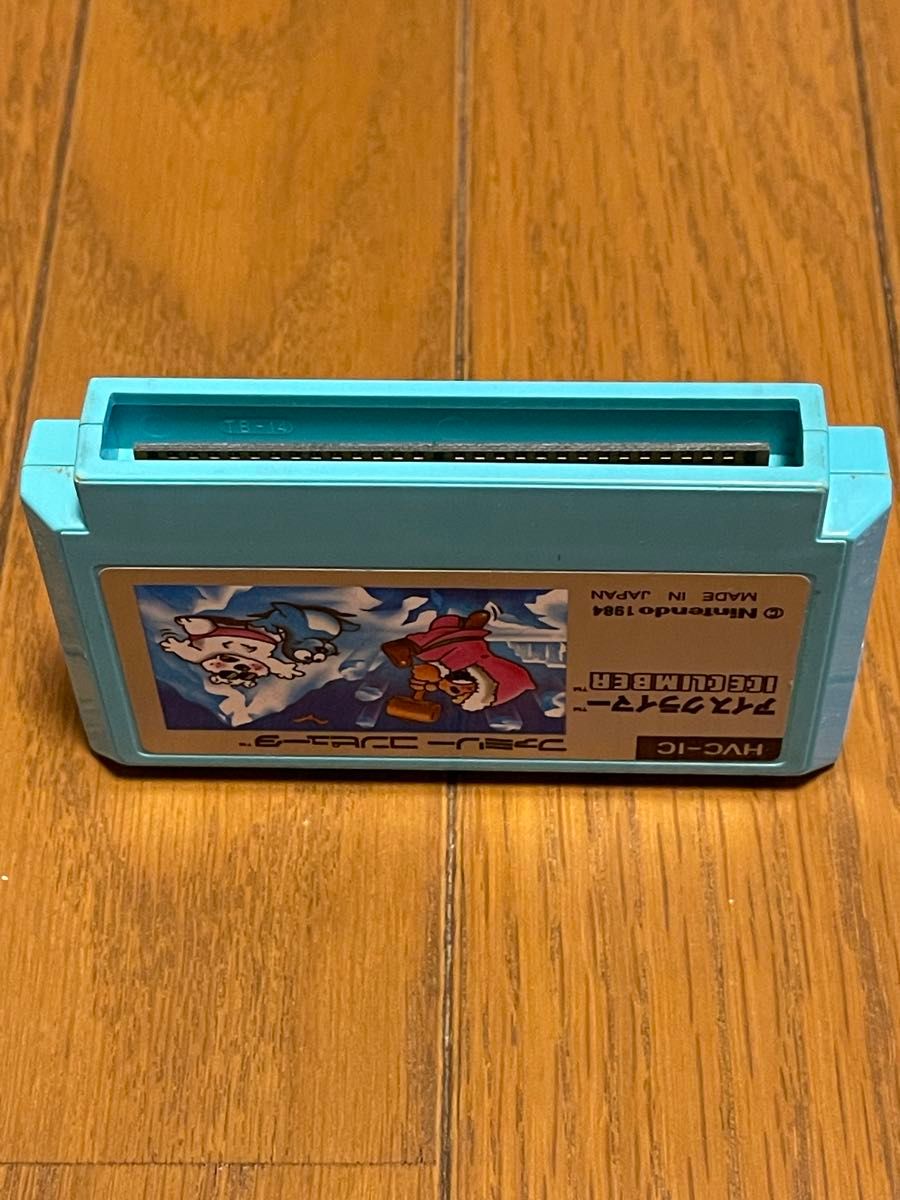 TB-14
ファミリー コンピュータ™
HVC-IC
アイスクライマー™
ICE CLIMBER™
© Nintendo 1984
MADE IN JAPAN